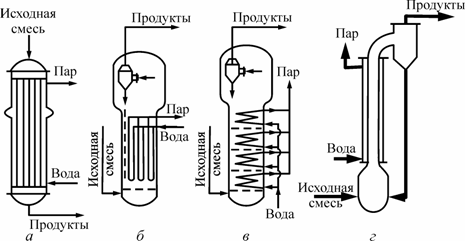 Исходная
смесь
Пар
Вода
Продукты
а
Продукты
Пар
Вода
Исходная
смесь
б
Продукты
Пар
Исходная
смесь
Вода
в
Продукты
Пар
Вода
Исходная
смесь
г